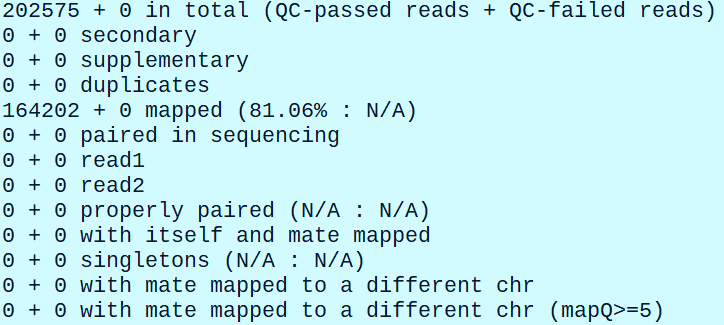 202575 + 0 in total (QC-passed reads + QC-failed reads)
0 + 0 secondary
0 + 0 supplementary
0 + 0 duplicates
164202 + 0 mapped (81.06% : N/A)
0 + 0 paired in sequencing
0 + 0 read1
0 + 0 read2
0 + 0 properly paired (N/A : N/A)
0 + 0 with itself and mate mapped
0 + 0 singletons (N/A : N/A)
0 + 0 with mate mapped to a different chr
0 + 0 with mate mapped to a different chr (mapQ>=5)